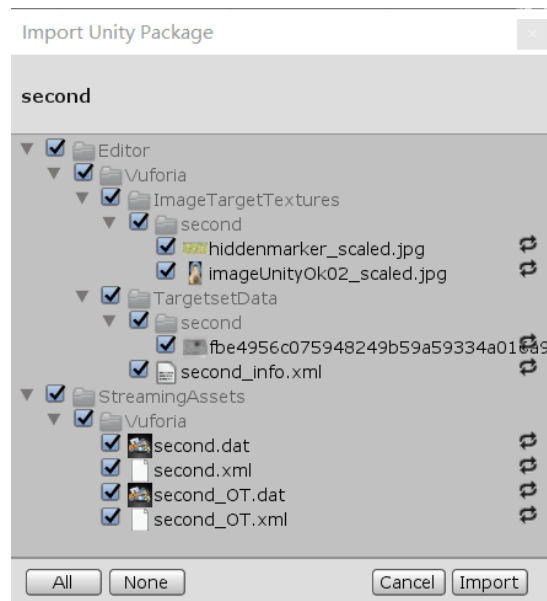 Import Unity Package
second
Editor
Vuforia
ImageTargetTextures
second
hiddenmarker_scaled.jpg
imageUnityOk02_scaled.jpg
TargetsetData
second
second_info.xml
StreamingAssets
Vuforia
second.dat
second.xml
second_OT.dat
second_OT.xml
All
None
Cancel
Import